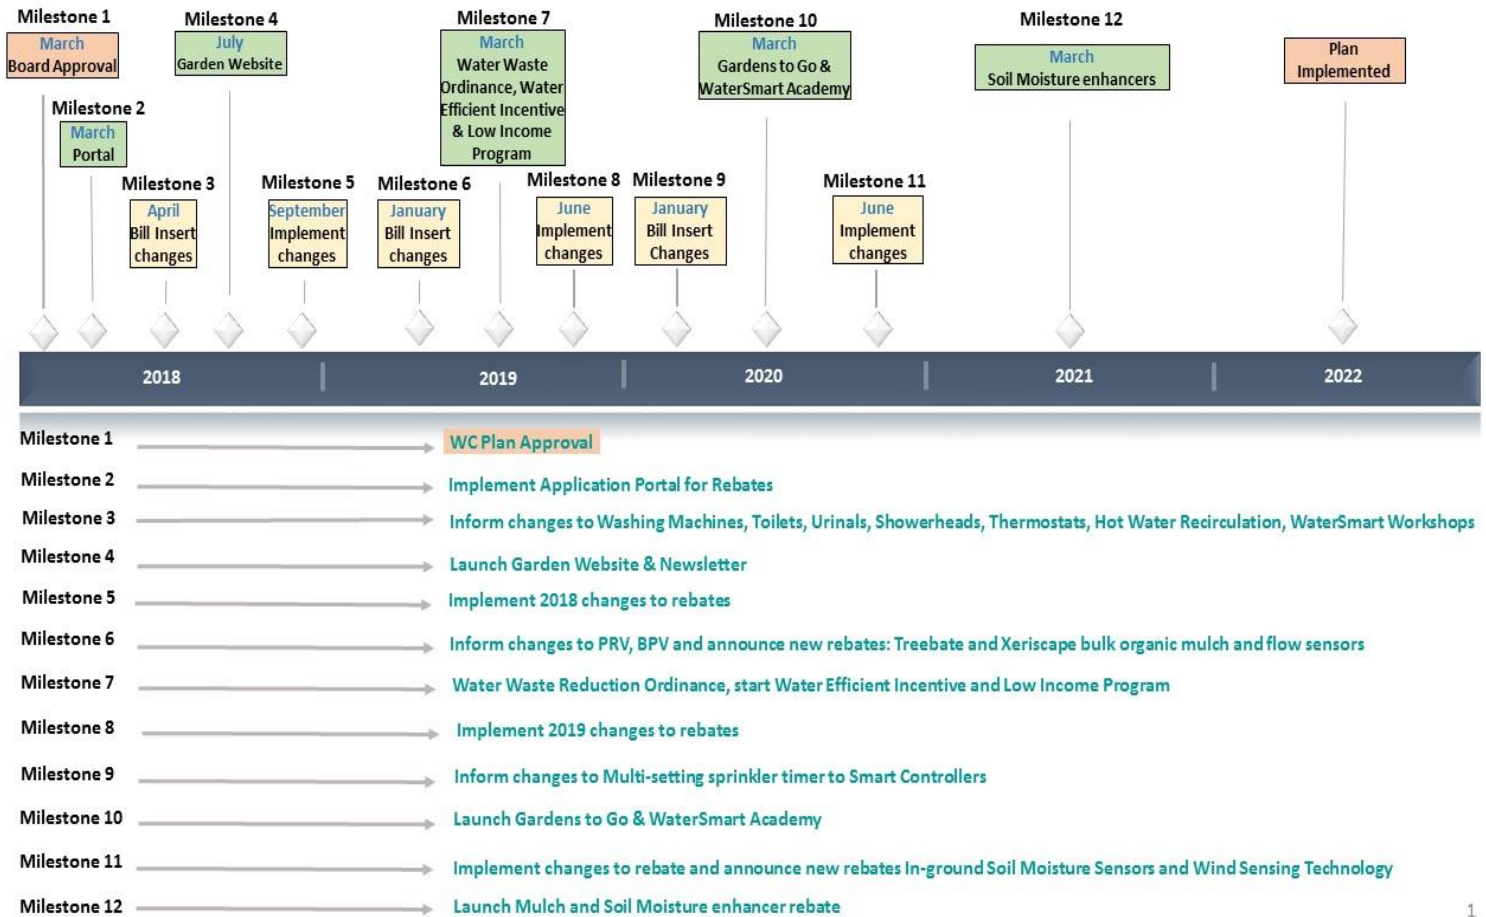 Milestone 1
March
Board Approval
Milestone 2
March
Portal
Milestone 3
April
Bill Insert
changes
Milestone 4
July
Garden Website
Milestone 5
September
Implement
changes
Milestone 6
January
Bill Insert
changes
Milestone 7
March
Water Waste
Ordinance, Water
Efficient Incentive
& Low Income
Program
Milestone 8
June
Implement
changes
Milestone 9
January
Bill Insert
Changes
Milestone 10
March
Gardens to Go &
WaterSmart Academy
Milestone 11
June
Implement
changes
Milestone 12
March
Soil Moisture enhancers
Plan
Implemented
2018
2019
2020
2021
2022
Milestone 1 WC Plan Approval
Milestone 2 Implement Application Portal for Rebates
Milestone 3 Inform changes to Washing Machines, Toilets, Urinals, Showerheads, Thermostats, Hot Water Recirculation, WaterSmart Workshops
Milestone 4 Launch Garden Website & Newsletter
Milestone 5 Implement 2018 changes to rebates
Milestone 6 Inform changes to PRV, BPV and announce new rebates: Treebate and Xeriscape bulk organic mulch and flow sensors
Milestone 7 Water Waste Reduction Ordinance, start Water Efficient Incentive and Low Income Program
Milestone 8 Implement 2019 changes to rebates
Milestone 9 Inform changes to Multi-setting sprinkler timer to Smart Controllers
Milestone 10 Launch Gardens to Go & WaterSmart Academy
Milestone 11 Implement changes to rebate and announce new rebates In-ground Soil Moisture Sensors and Wind Sensing Technology
Milestone 12 Launch Mulch and Soil Moisture enhancer rebate
1